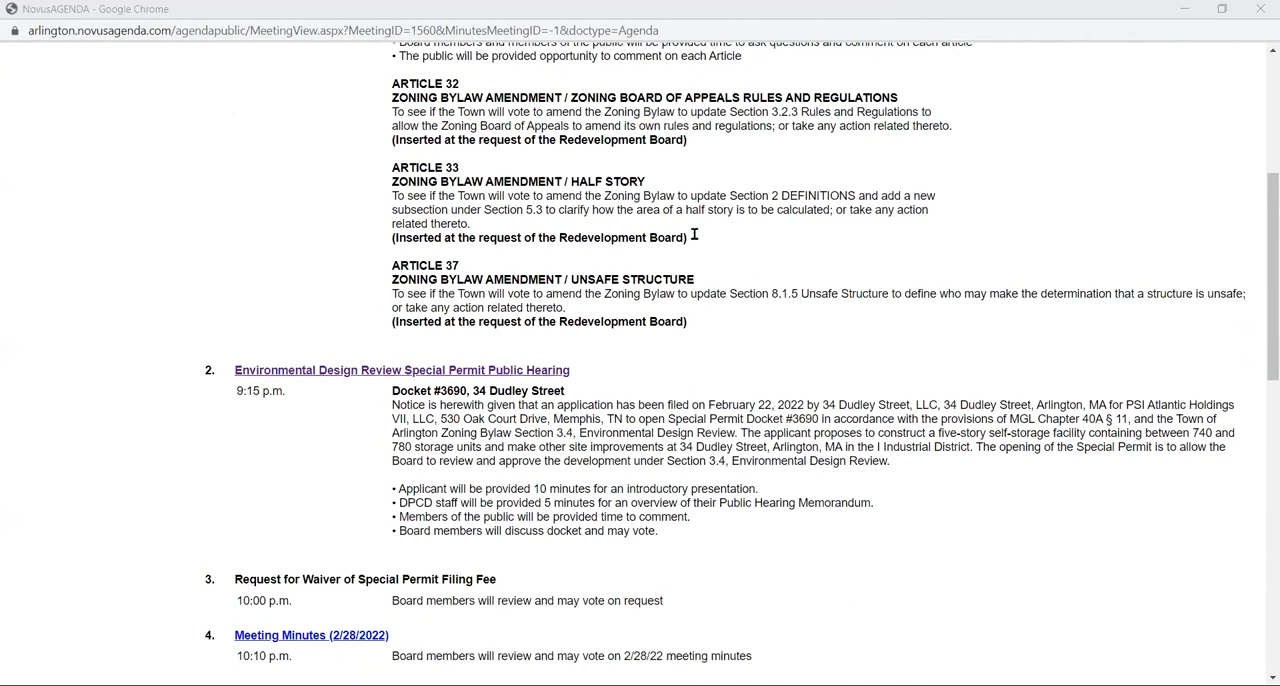 NovusAGENDA - Google Chrome
arlington.novusagenda.com/agendapublic/MeetingView.aspx?MeetingID=1560&MinutesMeetingID=-1&doctype=Agenda
• Board members and members of the public will be provided time to ask questions and comment on each article
• The public will be provided opportunity to comment on each Article
ARTICLE 32
ZONING BYLAW AMENDMENT / ZONING BOARD OF APPEALS RULES AND REGULATIONS
To see if the Town will vote to amend the Zoning Bylaw to update Section 3.2.3 Rules and Regulations to
allow the Zoning Board of Appeals to amend its own rules and regulations; or take any action related thereto.
(Inserted at the request of the Redevelopment Board)
ARTICLE 33
ZONING BYLAW AMENDMENT / HALF STORY
To see if the Town will vote to amend the Zoning Bylaw to update Section 2 DEFINITIONS and add a new
subsection under Section 5.3 to clarify how the area of a half story is to be calculated; or take any action
related thereto.
(Inserted at the request of the Redevelopment Board)
ARTICLE 37
ZONING BYLAW AMENDMENT / UNSAFE STRUCTURE
To see if the Town will vote to amend the Zoning Bylaw to update Section 8.1.5 Unsafe Structure to define who may make the determination that a structure is unsafe;
or take any action related thereto.
(Inserted at the request of the Redevelopment Board)
2. Environmental Design Review Special Permit Public Hearing
9:15 p.m. Docket #3690, 34 Dudley Street
Notice is herewith given that an application has been filed on February 22, 2022 by 34 Dudley Street, LLC, 34 Dudley Street, Arlington, MA for PSI Atlantic Holdings
VII, LLC, 530 Oak Court Drive, Memphis, TN to open Special Permit Docket #3690 in accordance with the provisions of MGL Chapter 40A § 11, and the Town of
Arlington Zoning Bylaw Section 3.4, Environmental Design Review. The applicant proposes to construct a five-story self-storage facility containing between 740 and
780 storage units and make other site improvements at 34 Dudley Street, Arlington, MA in the I Industrial District. The opening of the Special Permit is to allow the
Board to review and approve the development under Section 3.4, Environmental Design Review.
• Applicant will be provided 10 minutes for an introductory presentation.
• DPCD staff will be provided 5 minutes for an overview of their Public Hearing Memorandum.
• Members of the public will be provided time to comment.
• Board members will discuss docket and may vote.
3. Request for Waiver of Special Permit Filing Fee
10:00 p.m. Board members will review and may vote on request
4. Meeting Minutes (2/28/2022)
10:10 p.m. Board members will review and may vote on 2/28/22 meeting minutes